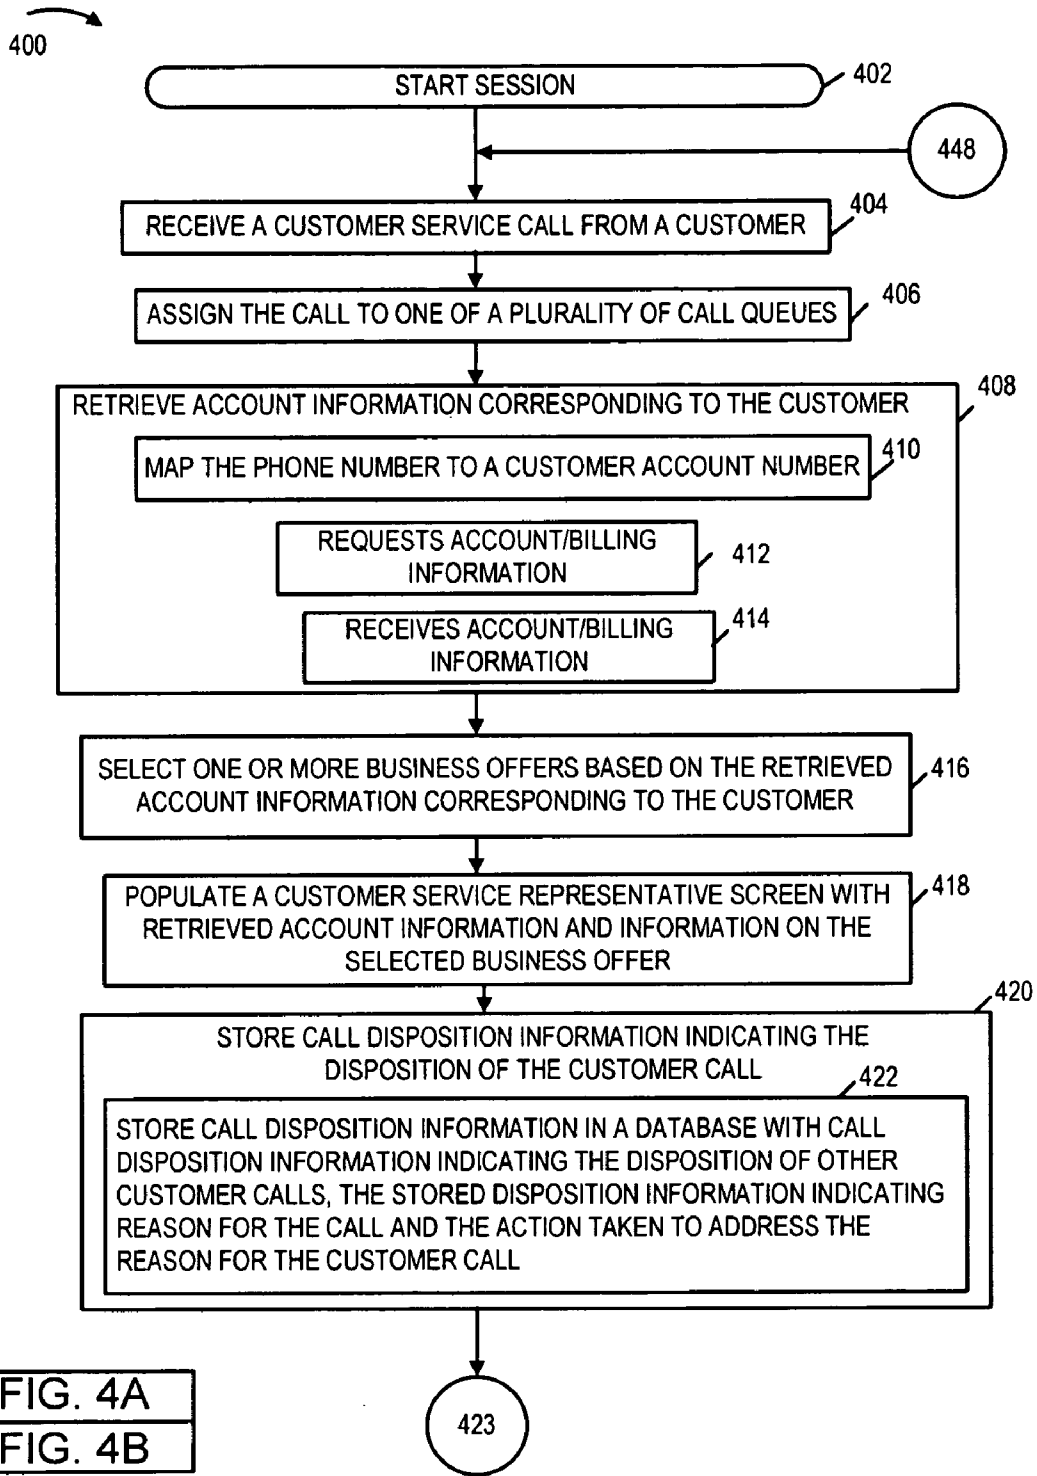 400
START SESSION
402
448
RECEIVE A CUSTOMER SERVICE CALL FROM A CUSTOMER
404
ASSIGN THE CALL TO ONE OF A PLURALITY OF CALL QUEUES
406
RETRIEVE ACCOUNT INFORMATION CORRESPONDING TO THE CUSTOMER
408
MAP THE PHONE NUMBER TO A CUSTOMER ACCOUNT NUMBER
410
REQUESTS ACCOUNT/BILLING
INFORMATION
412
RECEIVES ACCOUNT/BILLING
INFORMATION
414
SELECT ONE OR MORE BUSINESS OFFERS BASED ON THE RETRIEVED
ACCOUNT INFORMATION CORRESPONDING TO THE CUSTOMER
416
POPULATE A CUSTOMER SERVICE REPRESENTATIVE SCREEN WITH
RETRIEVED ACCOUNT INFORMATION AND INFORMATION ON THE
SELECTED BUSINESS OFFER
418
420
STORE CALL DISPOSITION INFORMATION INDICATING THE
DISPOSITION OF THE CUSTOMER CALL
422
STORE CALL DISPOSITION INFORMATION IN A DATABASE WITH CALL
DISPOSITION INFORMATION INDICATING THE DISPOSITION OF OTHER
CUSTOMER CALLS, THE STORED DISPOSITION INFORMATION INDICATING
REASON FOR THE CALL AND THE ACTION TAKEN TO ADDRESS THE
REASON FOR THE CUSTOMER CALL
423
FIG. 4A
FIG. 4B